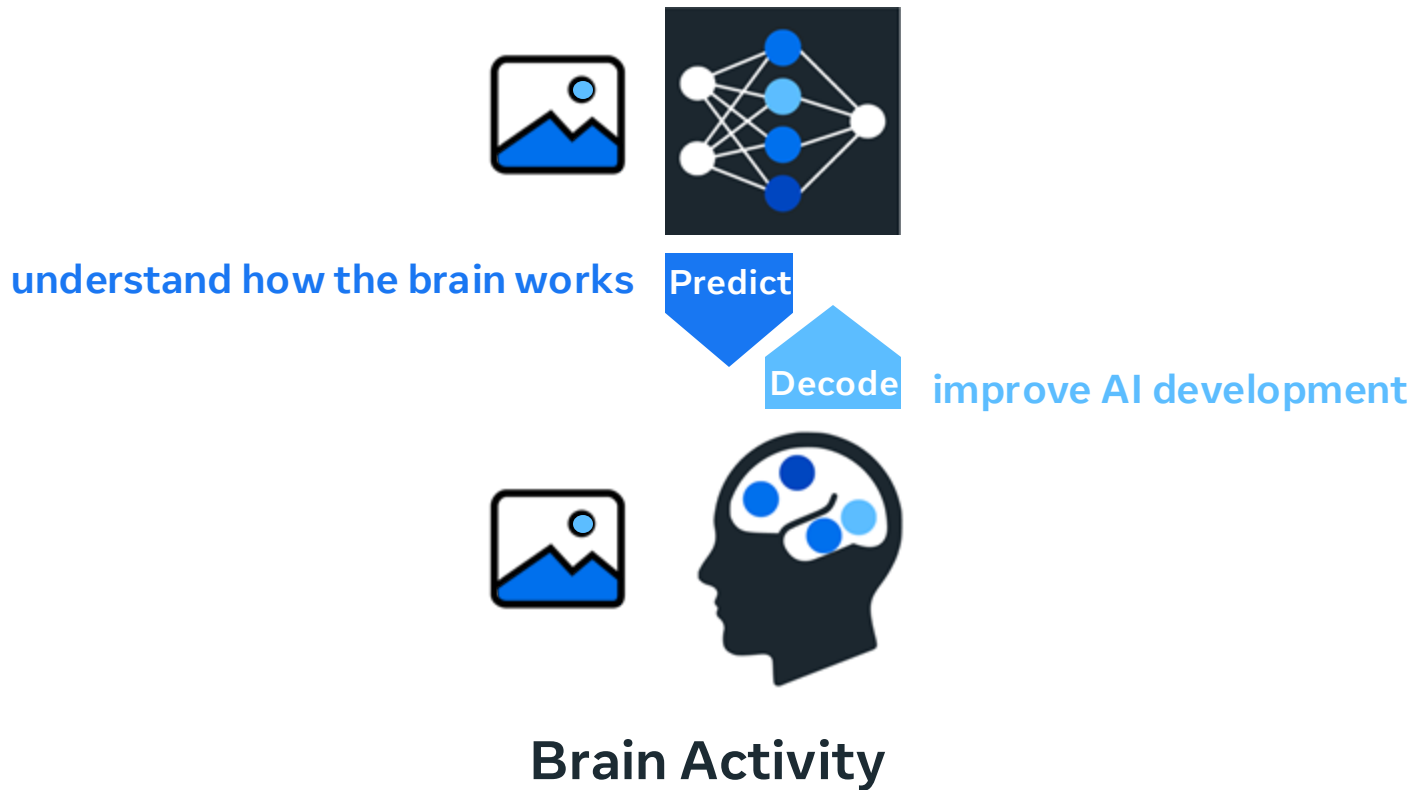 understand how the brain works
Predict
Decode
improve AI development
Brain Activity